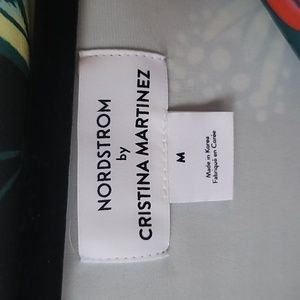 NORDSTROM
by
CRISTINA MARTINEZ
M
Made in Korea
Fabriqué en Corée